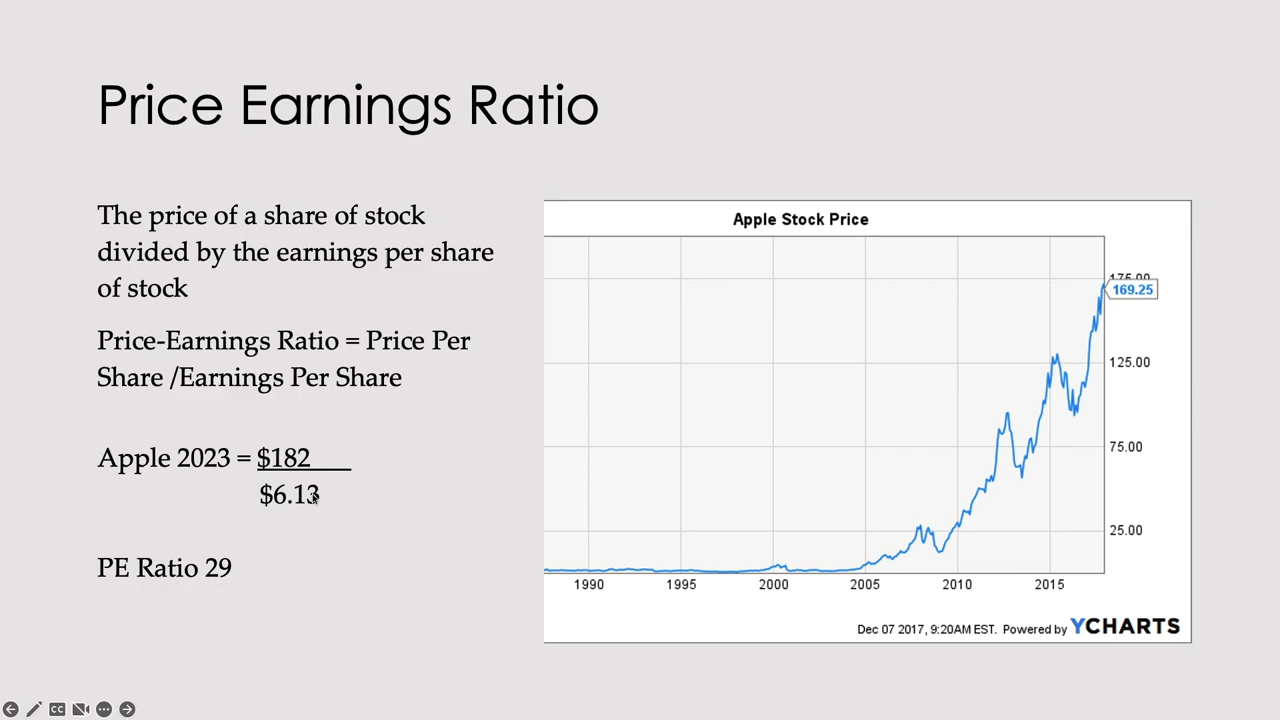 Price Earnings Ratio
The price of a share of stock
divided by the earnings per share
of stock
Price-Earnings Ratio = Price Per
Share /Earnings Per Share
Apple 2023 = $182
$6.13
PE Ratio 29
Apple Stock Price
175.00
169.25
125.00
75.00
25.00
1990 1995 2000 2005 2010 2015
Dec 07 2017, 9:20AM EST. Powered by YCHARTS
CC